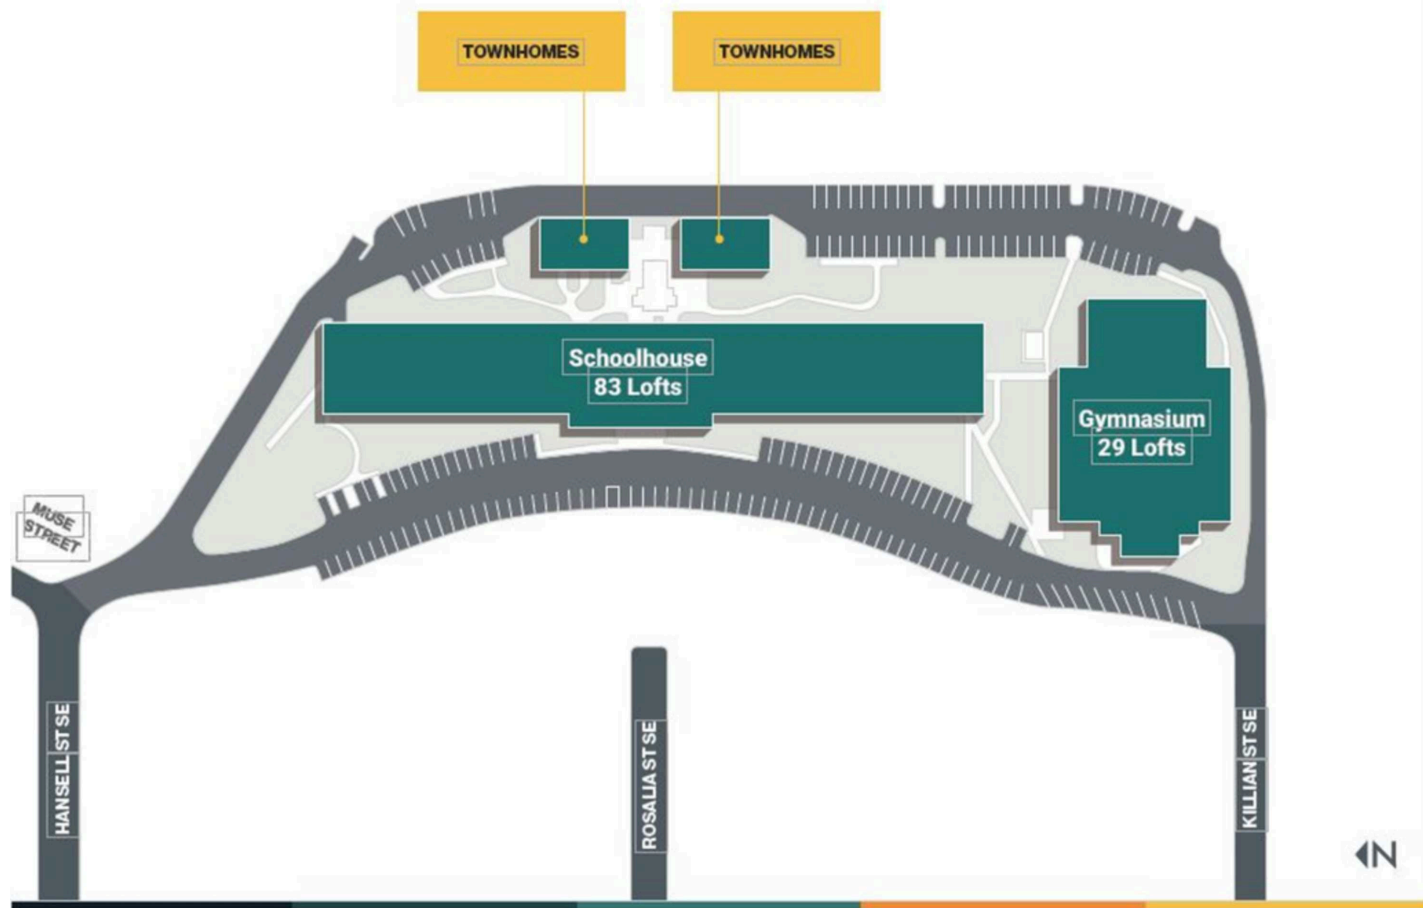 TOWNHOMES
TOWNHOMES
Schoolhouse
83 Lofts
Gymnasium
29 Lofts
MUSE
STREET
HANSELL ST SE
ROSALIA ST SE
KILLIAN ST SE
N